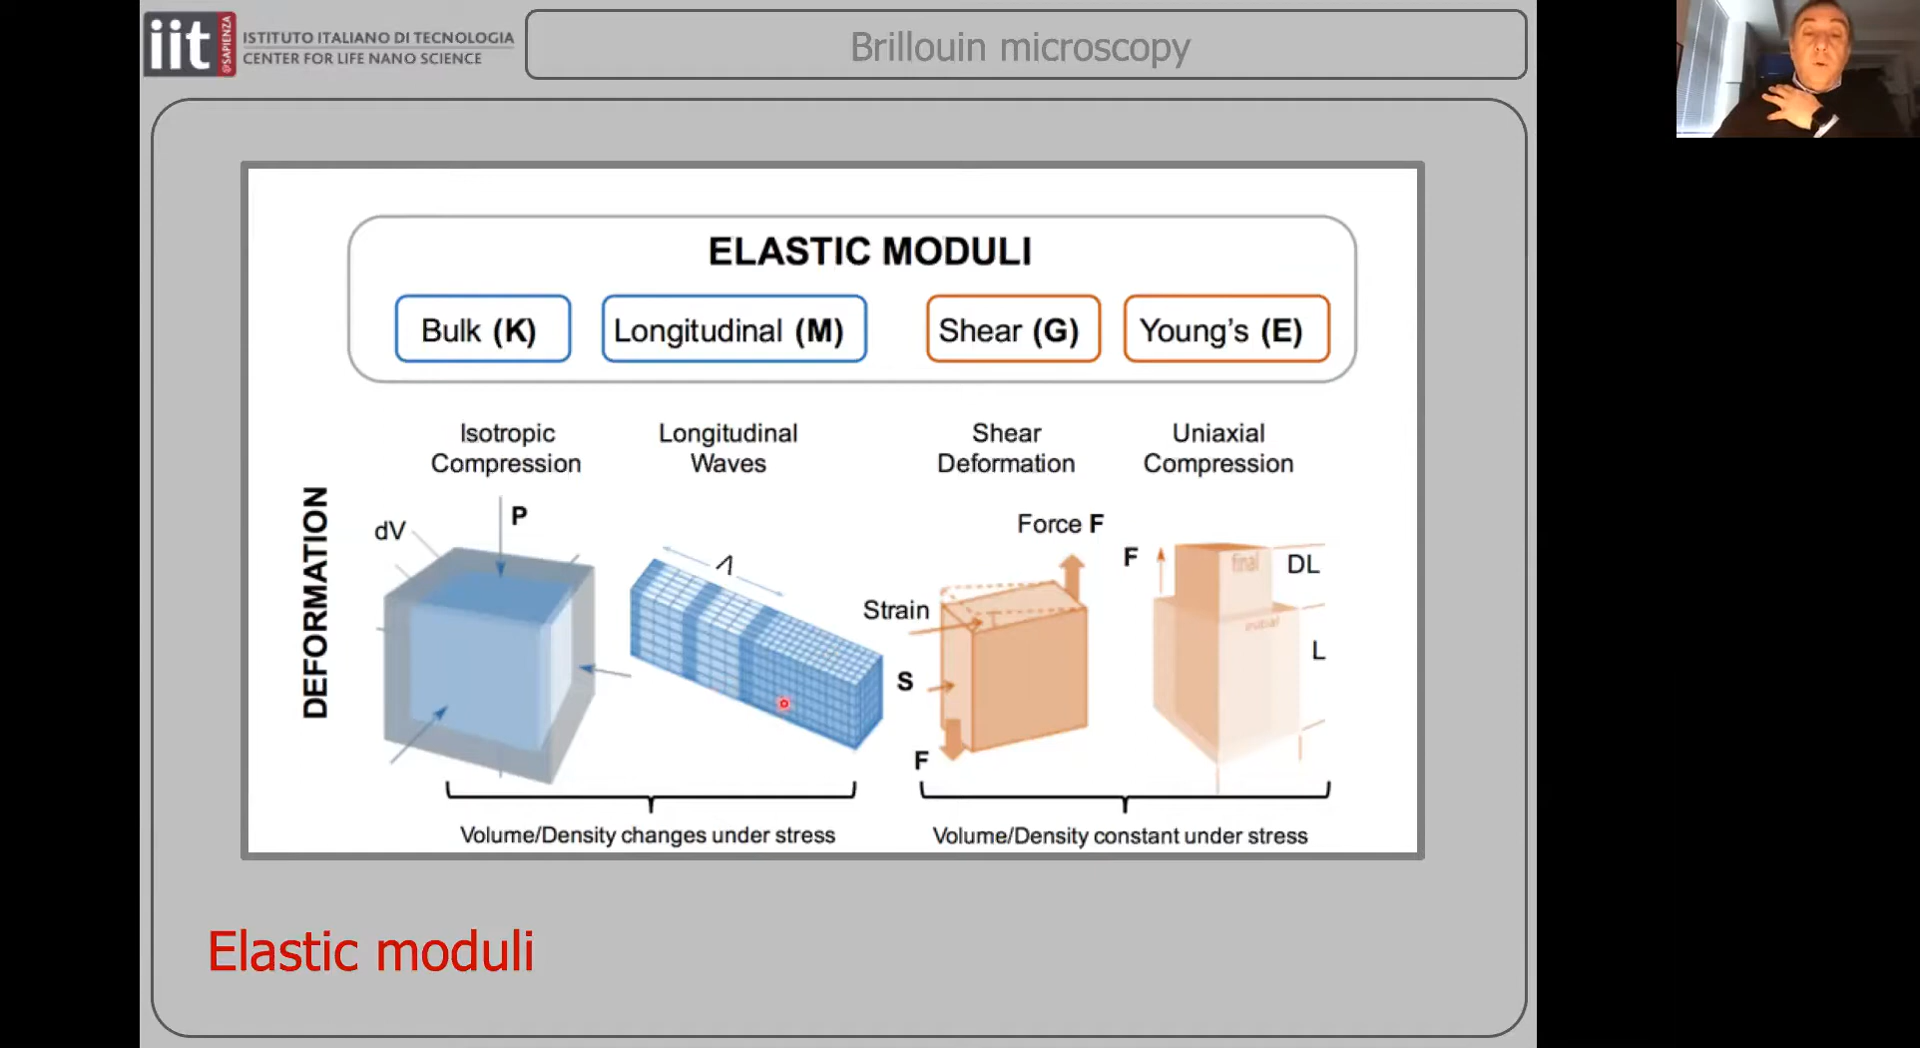 iit
@SAPIENZA
ISTITUTO ITALIANO DI TECNOLOGIA
CENTER FOR LIFE NANO SCIENCE
Brillouin microscopy
ELASTIC MODULI
Bulk (K)
Longitudinal (M)
Shear (G)
Young's (E)
DEFORMATION
Isotropic
Compression
Longitudinal
Waves
Shear
Deformation
Uniaxial
Compression
dV
P
Λ
Force F
Strain
S
F
F
final
DL
initial
L
Volume/Density changes under stress
Volume/Density constant under stress
Elastic moduli